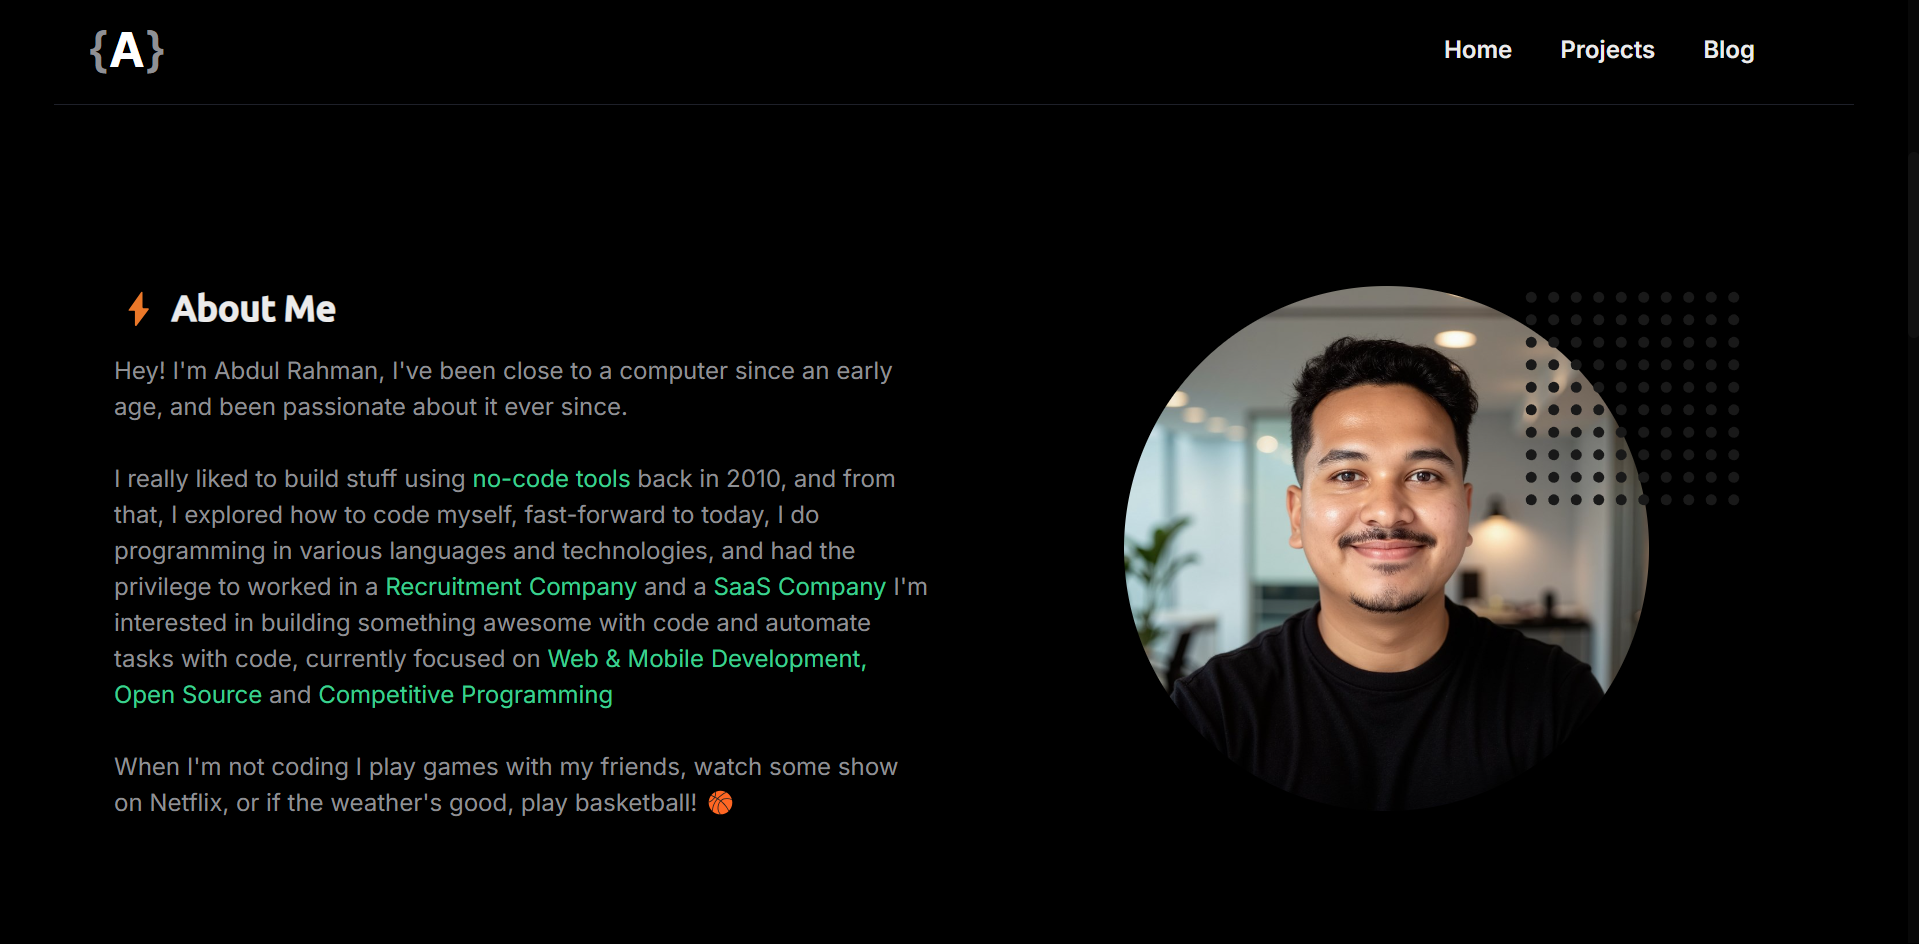 {A}
Home Projects Blog
About Me
Hey! I'm Abdul Rahman, I've been close to a computer since an early
age, and been passionate about it ever since.
I really liked to build stuff using no-code tools back in 2010, and from
that, I explored how to code myself, fast-forward to today, I do
programming in various languages and technologies, and had the
privilege to worked in a Recruitment Company and a SaaS Company I'm
interested in building something awesome with code and automate
tasks with code, currently focused on Web & Mobile Development,
Open Source and Competitive Programming
When I'm not coding I play games with my friends, watch some show
on Netflix, or if the weather's good, play basketball! 🏀